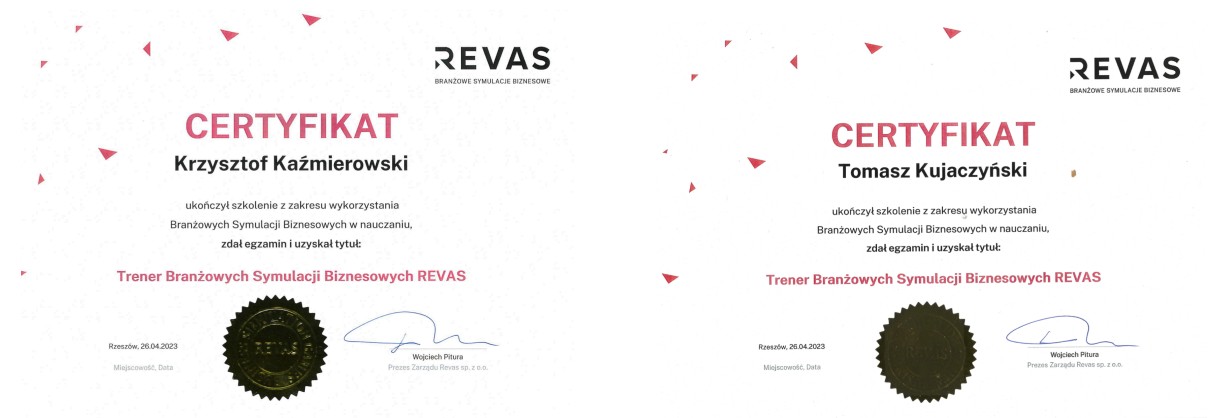 REVAS
BRANŻOWE SYMULACJE BIZNESOWE
CERTYFIKAT
Krzysztof Kaźmierowski
ukończył szkolenie z zakresu wykorzystania
Branżowych Symulacji Biznesowych w nauczaniu,
zdał egzamin i uzyskał tytuł:
Trener Branżowych Symulacji Biznesowych REVAS
REVAS
Rzeszów, 26.04.2023
Miejscowość, Data
Wojciech Pitura
Prezes Zarządu Revas sp. z o.o.
REVAS
BRANŻOWE SYMULACJE BIZNESOWE
CERTYFIKAT
Tomasz Kujaczyński
ukończył szkolenie z zakresu wykorzystania
Branżowych Symulacji Biznesowych w nauczaniu,
zdał egzamin i uzyskał tytuł:
Trener Branżowych Symulacji Biznesowych REVAS
Rzeszów, 26.04.2023
Miejscowość, Data
Wojciech Pitura
Prezes Zarządu Revas sp. z o.o.